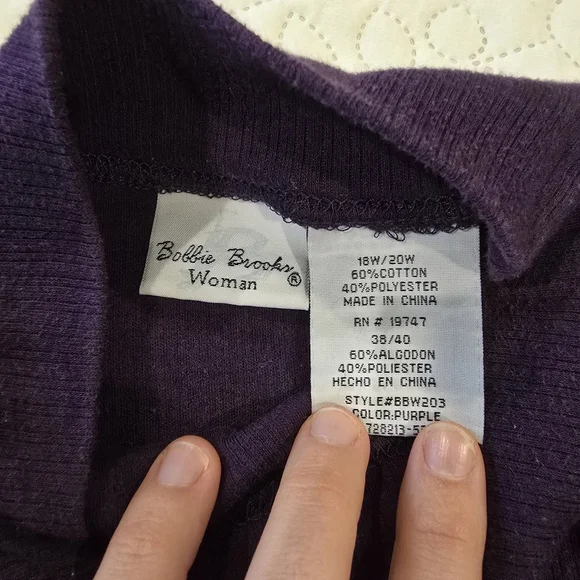 Bobbie Brooks®
Woman
18W/20W
60%COTTON
40%POLYESTER
MADE IN CHINA
RN # 19747
38/40
60%ALGODON
40%POLIESTER
HECHO EN CHINA
STYLE#BBW203
COLOR:PURPLE